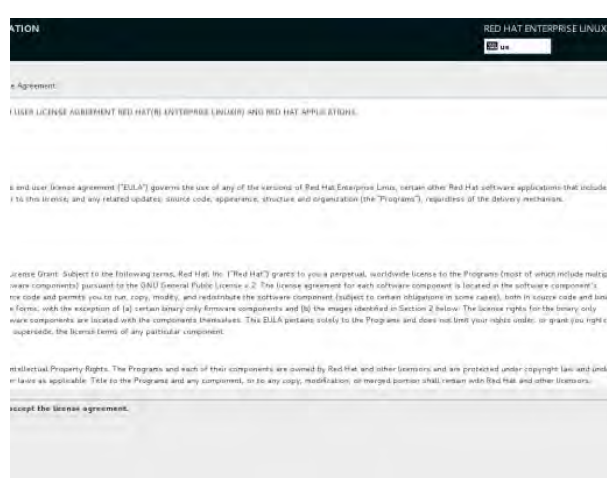 ATION
RED HAT ENTERPRISE LINUX
us
e Agreement:
USER LICENSE AGREEMENT RED HAT(R) ENTERPRISE LINUX(R) AND RED HAT APPLICATIONS.
e end user license agreement ("EULA") governs the use of any of the versions of Red Hat Enterprise Linux, certain other Red Hat software applications that include
r to this license, and any related updates, source code, appearance, structure and organization (the "Programs"), regardless of the delivery mechanism.
License Grant. Subject to the following terms, Red Hat, Inc. ("Red Hat") grants to you a perpetual, worldwide license to the Programs (most of which include multip
ware components) pursuant to the GNU General Public License v.2. The license agreement for each software component is located in the software component's
rce code and permits you to run, copy, modify, and redistribute the software component (subject to certain obligations in some cases), both in source code and bin
e forms, with the exception of (a) certain binary only firmware components and (b) the images identified in Section 2 below. The license rights for the binary only
ware components are located with the components themselves. This EULA pertains solely to the Programs and does not limit your rights under, or grant you rights
supersede, the license terms of any particular component.
ntellectual Property Rights. The Programs and each of their components are owned by Red Hat and other licensors and are protected under copyright law and und
er laws as applicable. Title to the Programs and any component, or to any copy, modification, or merged portion shall remain with Red Hat and other licensors.
accept the license agreement.